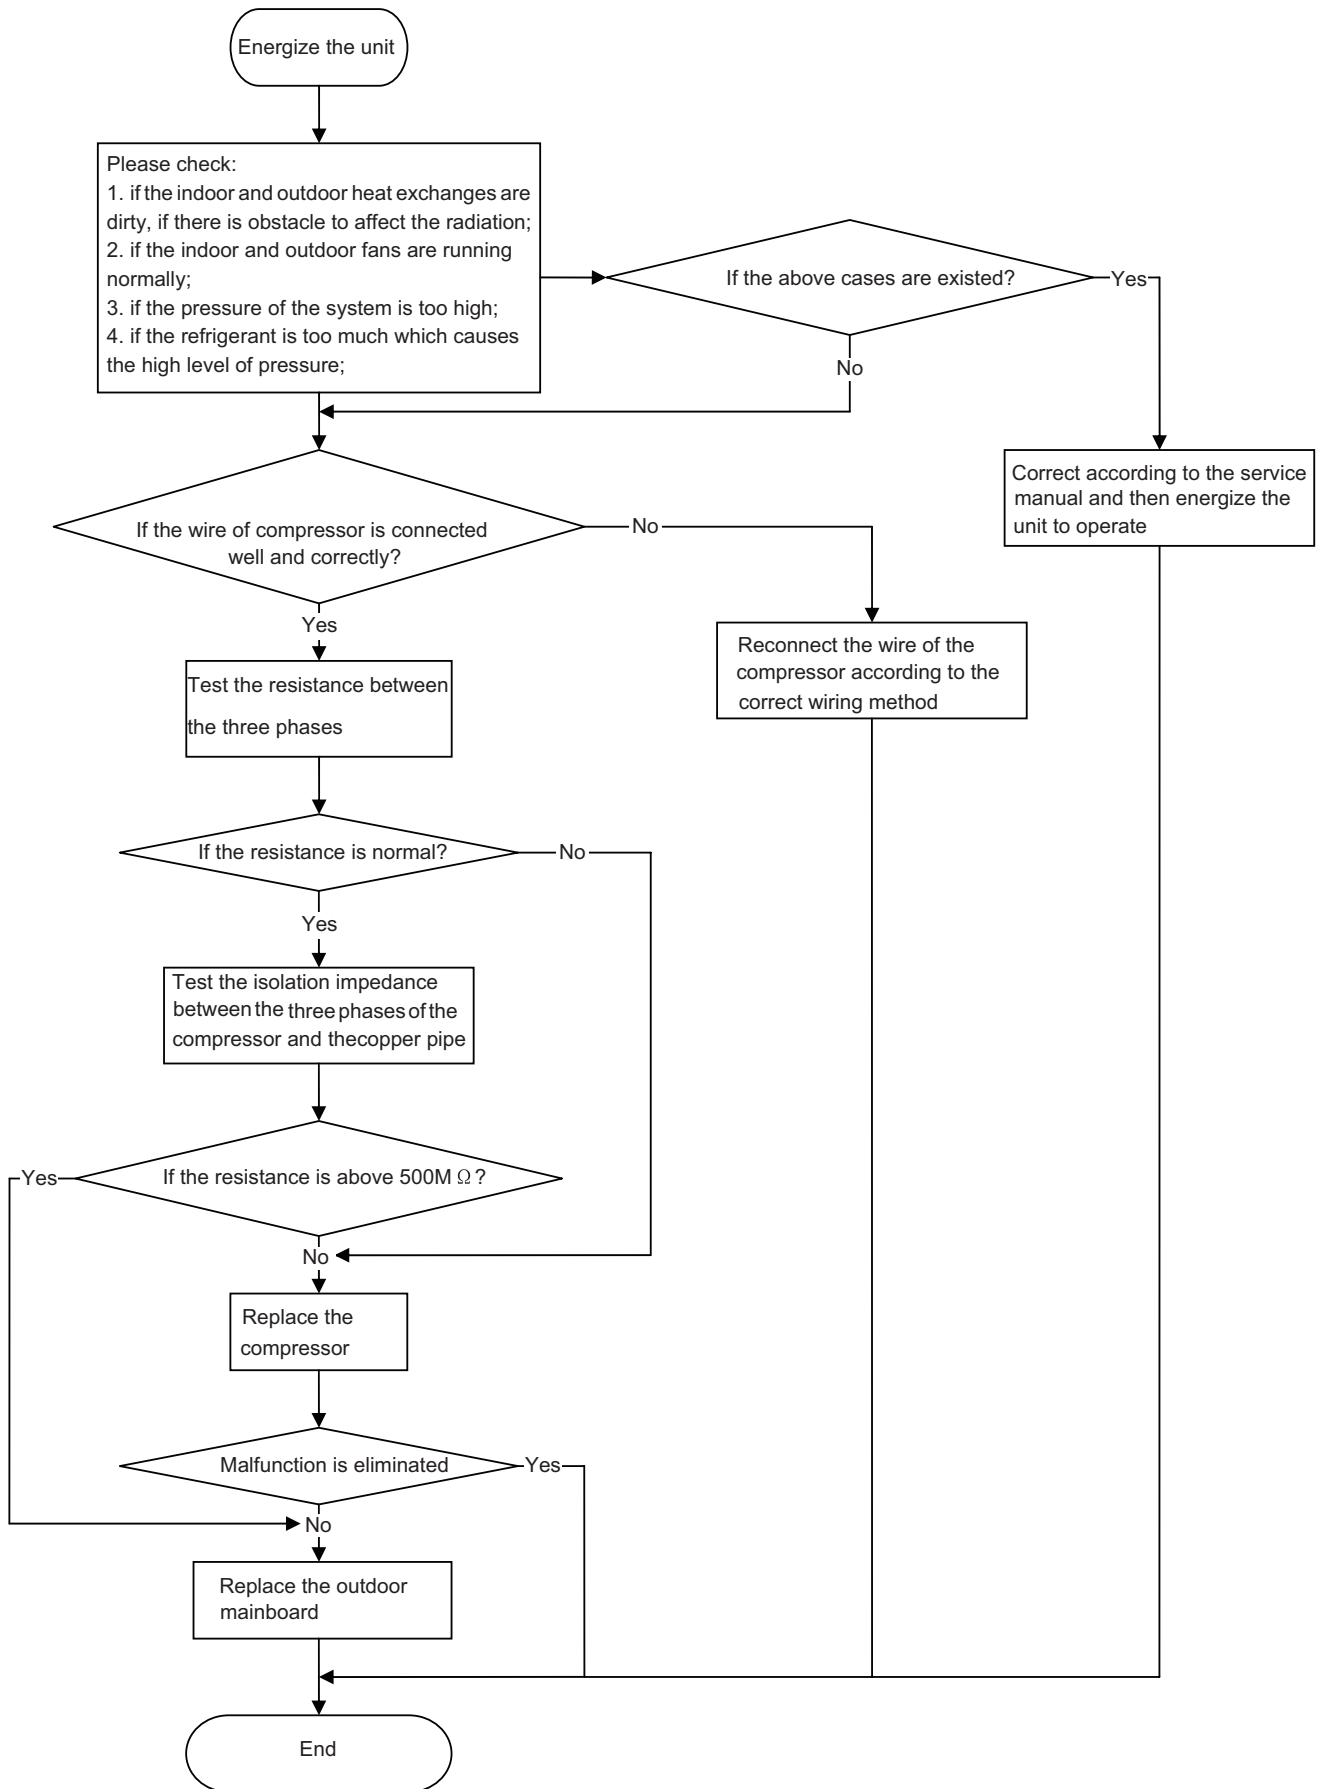 Energize the unit
Please check:
1. if the indoor and outdoor heat exchanges are
dirty, if there is obstacle to affect the radiation;
2. if the indoor and outdoor fans are running
normally;
3. if the pressure of the system is too high;
4. if the refrigerant is too much which causes
the high level of pressure;
If the above cases are existed?
Yes
No
Correct according to the service
manual and then energize the
unit to operate
If the wire of compressor is connected
well and correctly?
No
Yes
Reconnect the wire of the
compressor according to the
correct wiring method
Test the resistance between
the three phases
If the resistance is normal?
No
Yes
Test the isolation impedance
between the three phases of the
compressor and thecopper pipe
If the resistance is above 500M Ω ?
Yes
No
Replace the
compressor
Malfunction is eliminated
Yes
No
Replace the outdoor
mainboard
End